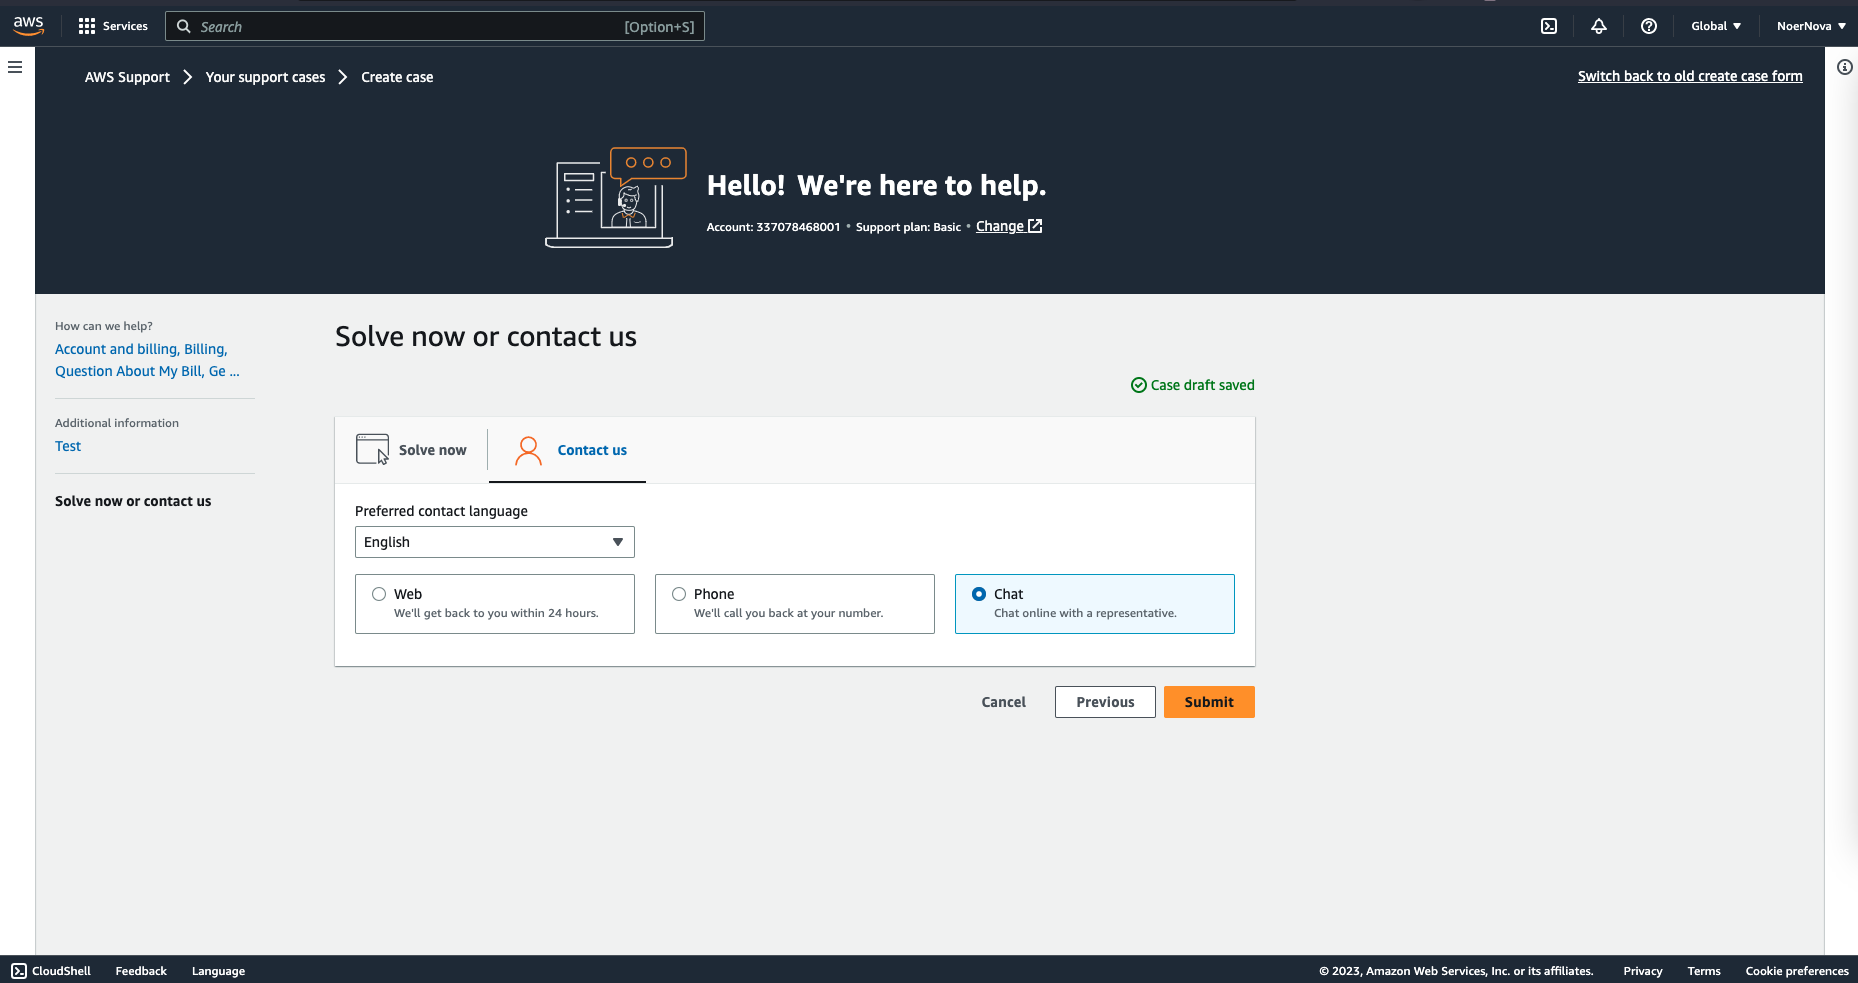 aws
Services
Search
[Option+S]
Global
NoerNova
AWS Support
Your support cases
Create case
Switch back to old create case form
Hello! We're here to help.
Account: 337078468001 • Support plan: Basic • Change
How can we help?
Account and billing, Billing,
Question About My Bill, Ge ...
Additional information
Test
Solve now or contact us
Solve now or contact us
Case draft saved
Solve now
Contact us
Preferred contact language
English
Web
We'll get back to you within 24 hours.
Phone
We'll call you back at your number.
Chat
Chat online with a representative.
Cancel
Previous
Submit
CloudShell
Feedback
Language
© 2023, Amazon Web Services, Inc. or its affiliates.
Privacy
Terms
Cookie preferences